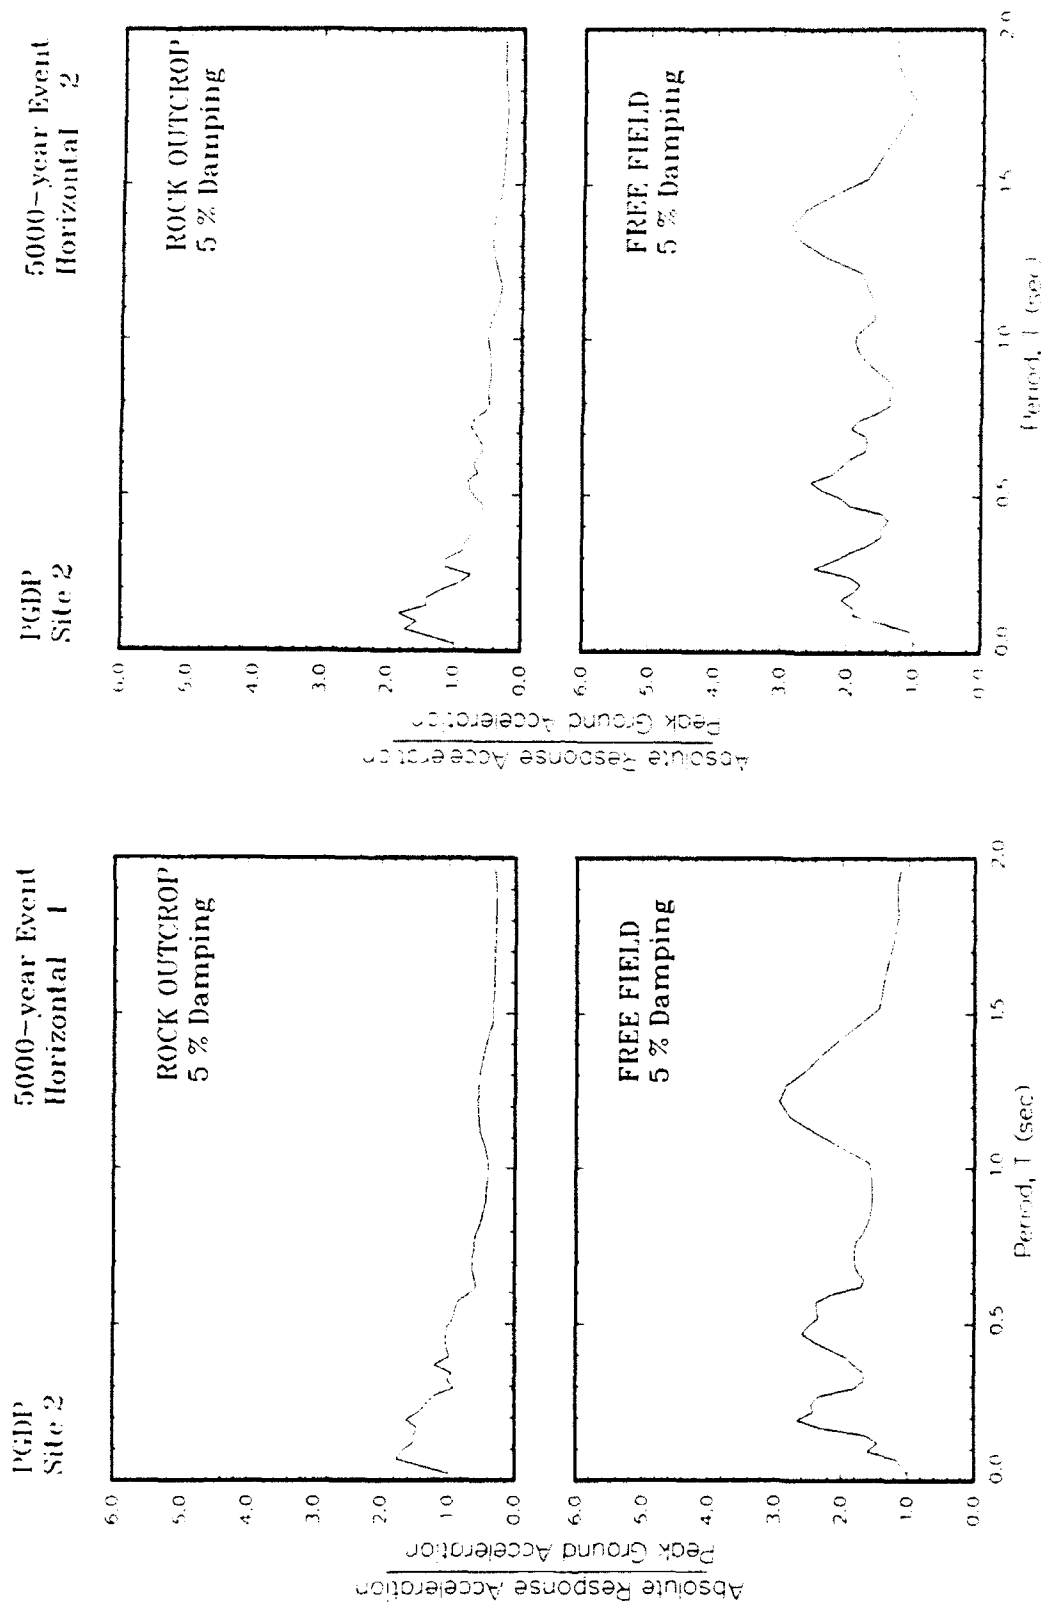 PGDP
Site 2
5000-year Event
Horizontal 1
ROCK OUTCROP
5 % Damping
6.0
5.0
4.0
3.0
2.0
1.0
0.0
FREE FIELD
5 % Damping
6.0
5.0
4.0
3.0
2.0
1.0
0.0
Absolute Response Acceleration
Peak Ground Acceleration
0.0
0.5
1.0
1.5
2.0
Period, T (sec)
PGDP
Site 2
5000-year Event
Horizontal 2
ROCK OUTCROP
5 % Damping
6.0
5.0
4.0
3.0
2.0
1.0
0.0
FREE FIELD
5 % Damping
6.0
5.0
4.0
3.0
2.0
1.0
0.0
Absolute Response Acceleration
Peak Ground Acceleration
0.0
0.5
1.0
1.5
2.0
Period, T (sec)